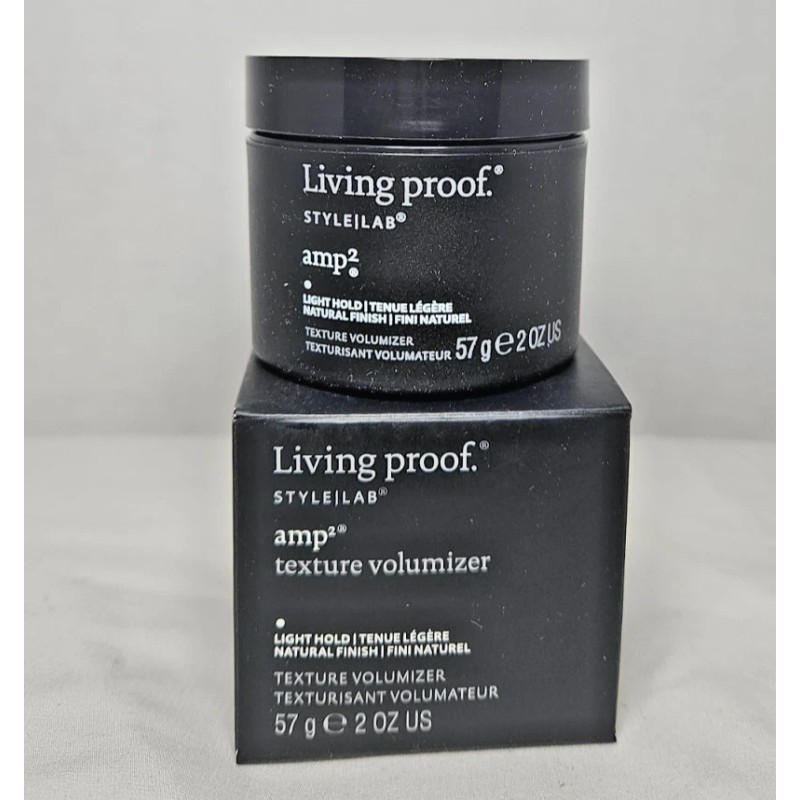 Living proof.®
STYLE|LAB®
amp²®
LIGHT HOLD | TENUE LÉGÈRE
NATURAL FINISH | FINI NATUREL
TEXTURE VOLUMIZER
TEXTURISANT VOLUMATEUR 57 g ℮ 2 OZ US
Living proof.®
STYLE|LAB®
amp²®
texture volumizer
LIGHT HOLD | TENUE LÉGÈRE
NATURAL FINISH | FINI NATUREL
TEXTURE VOLUMIZER
TEXTURISANT VOLUMATEUR
57 g ℮ 2 OZ US